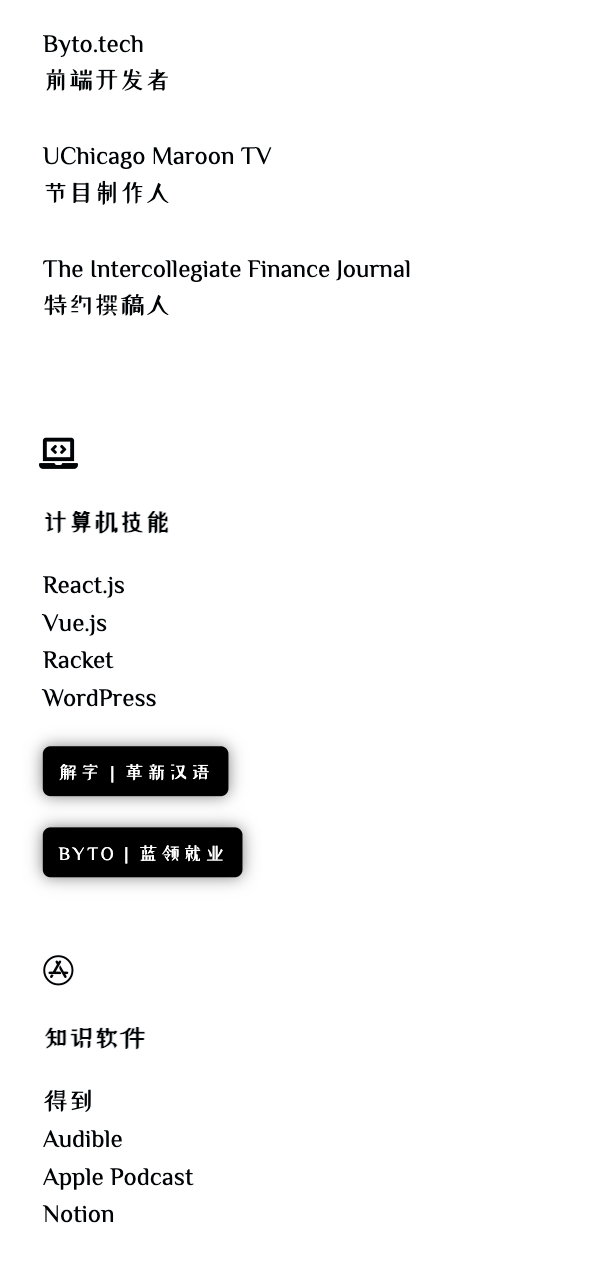 Byto.tech
前端开发者
UChicago Maroon TV
节目制作人
The Intercollegiate Finance Journal
特约撰稿人
计算机技能
React.js
Vue.js
Racket
WordPress
解字 | 革新汉语
BYTO | 蓝领就业
知识软件
得到
Audible
Apple Podcast
Notion